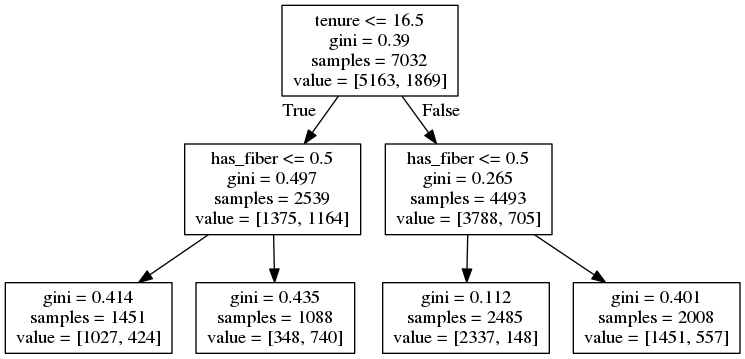 tenure <= 16.5
gini = 0.39
samples = 7032
value = [5163, 1869]
True
False
has_fiber <= 0.5
gini = 0.497
samples = 2539
value = [1375, 1164]
has_fiber <= 0.5
gini = 0.265
samples = 4493
value = [3788, 705]
gini = 0.414
samples = 1451
value = [1027, 424]
gini = 0.435
samples = 1088
value = [348, 740]
gini = 0.112
samples = 2485
value = [2337, 148]
gini = 0.401
samples = 2008
value = [1451, 557]